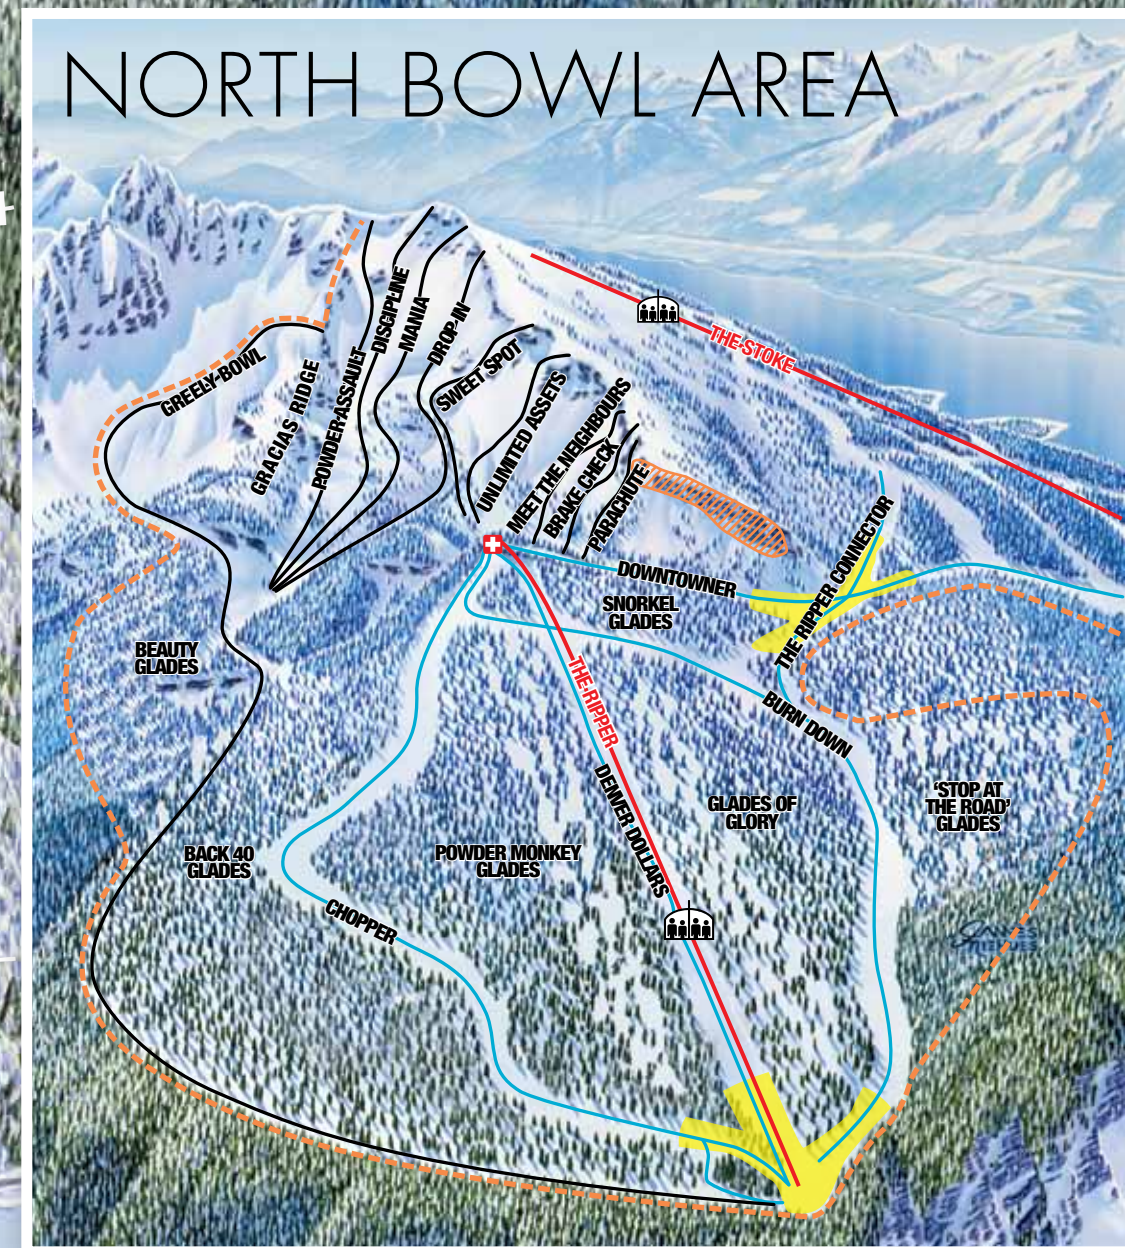 NORTH BOWL AREA
THE STOKE
DISCIPLINE
MANIA
DROP-IN
SWEET SPOT
GREELY BOWL
GRACIAS RIDGE
POWDER ASSAULT
UNLIMITED ASSETS
MEET THE NEIGHBOURS
BRAKE CHECK
PARACHUTE
THE RIPPER CONNECTOR
DOWNTOWNER
SNORKEL
GLADES
BEAUTY
GLADES
THE RIPPER
BURN DOWN
DENVER DOLLARS
GLADES OF
GLORY
'STOP AT
THE ROAD'
GLADES
BACK 40
GLADES
POWDER MONKEY
GLADES
CHOPPER